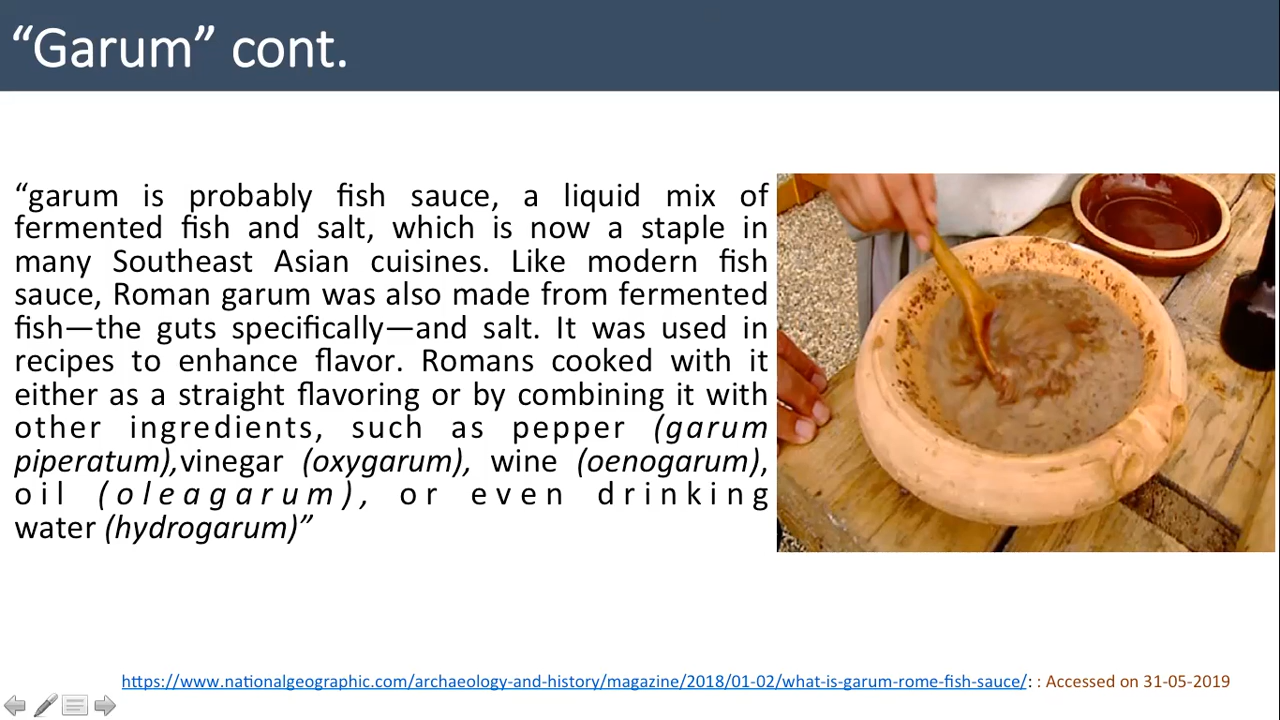 “Garum” cont.
“garum is probably fish sauce, a liquid mix of
fermented fish and salt, which is now a staple in
many Southeast Asian cuisines. Like modern fish
sauce, Roman garum was also made from fermented
fish—the guts specifically—and salt. It was used in
recipes to enhance flavor. Romans cooked with it
either as a straight flavoring or by combining it with
other ingredients, such as pepper (garum
piperatum),vinegar (oxygarum), wine (oenogarum),
oil (oleagarum), or even drinking
water (hydrogarum)”
https://www.nationalgeographic.com/archaeology-and-history/magazine/2018/01-02/what-is-garum-rome-fish-sauce/: : Accessed on 31-05-2019